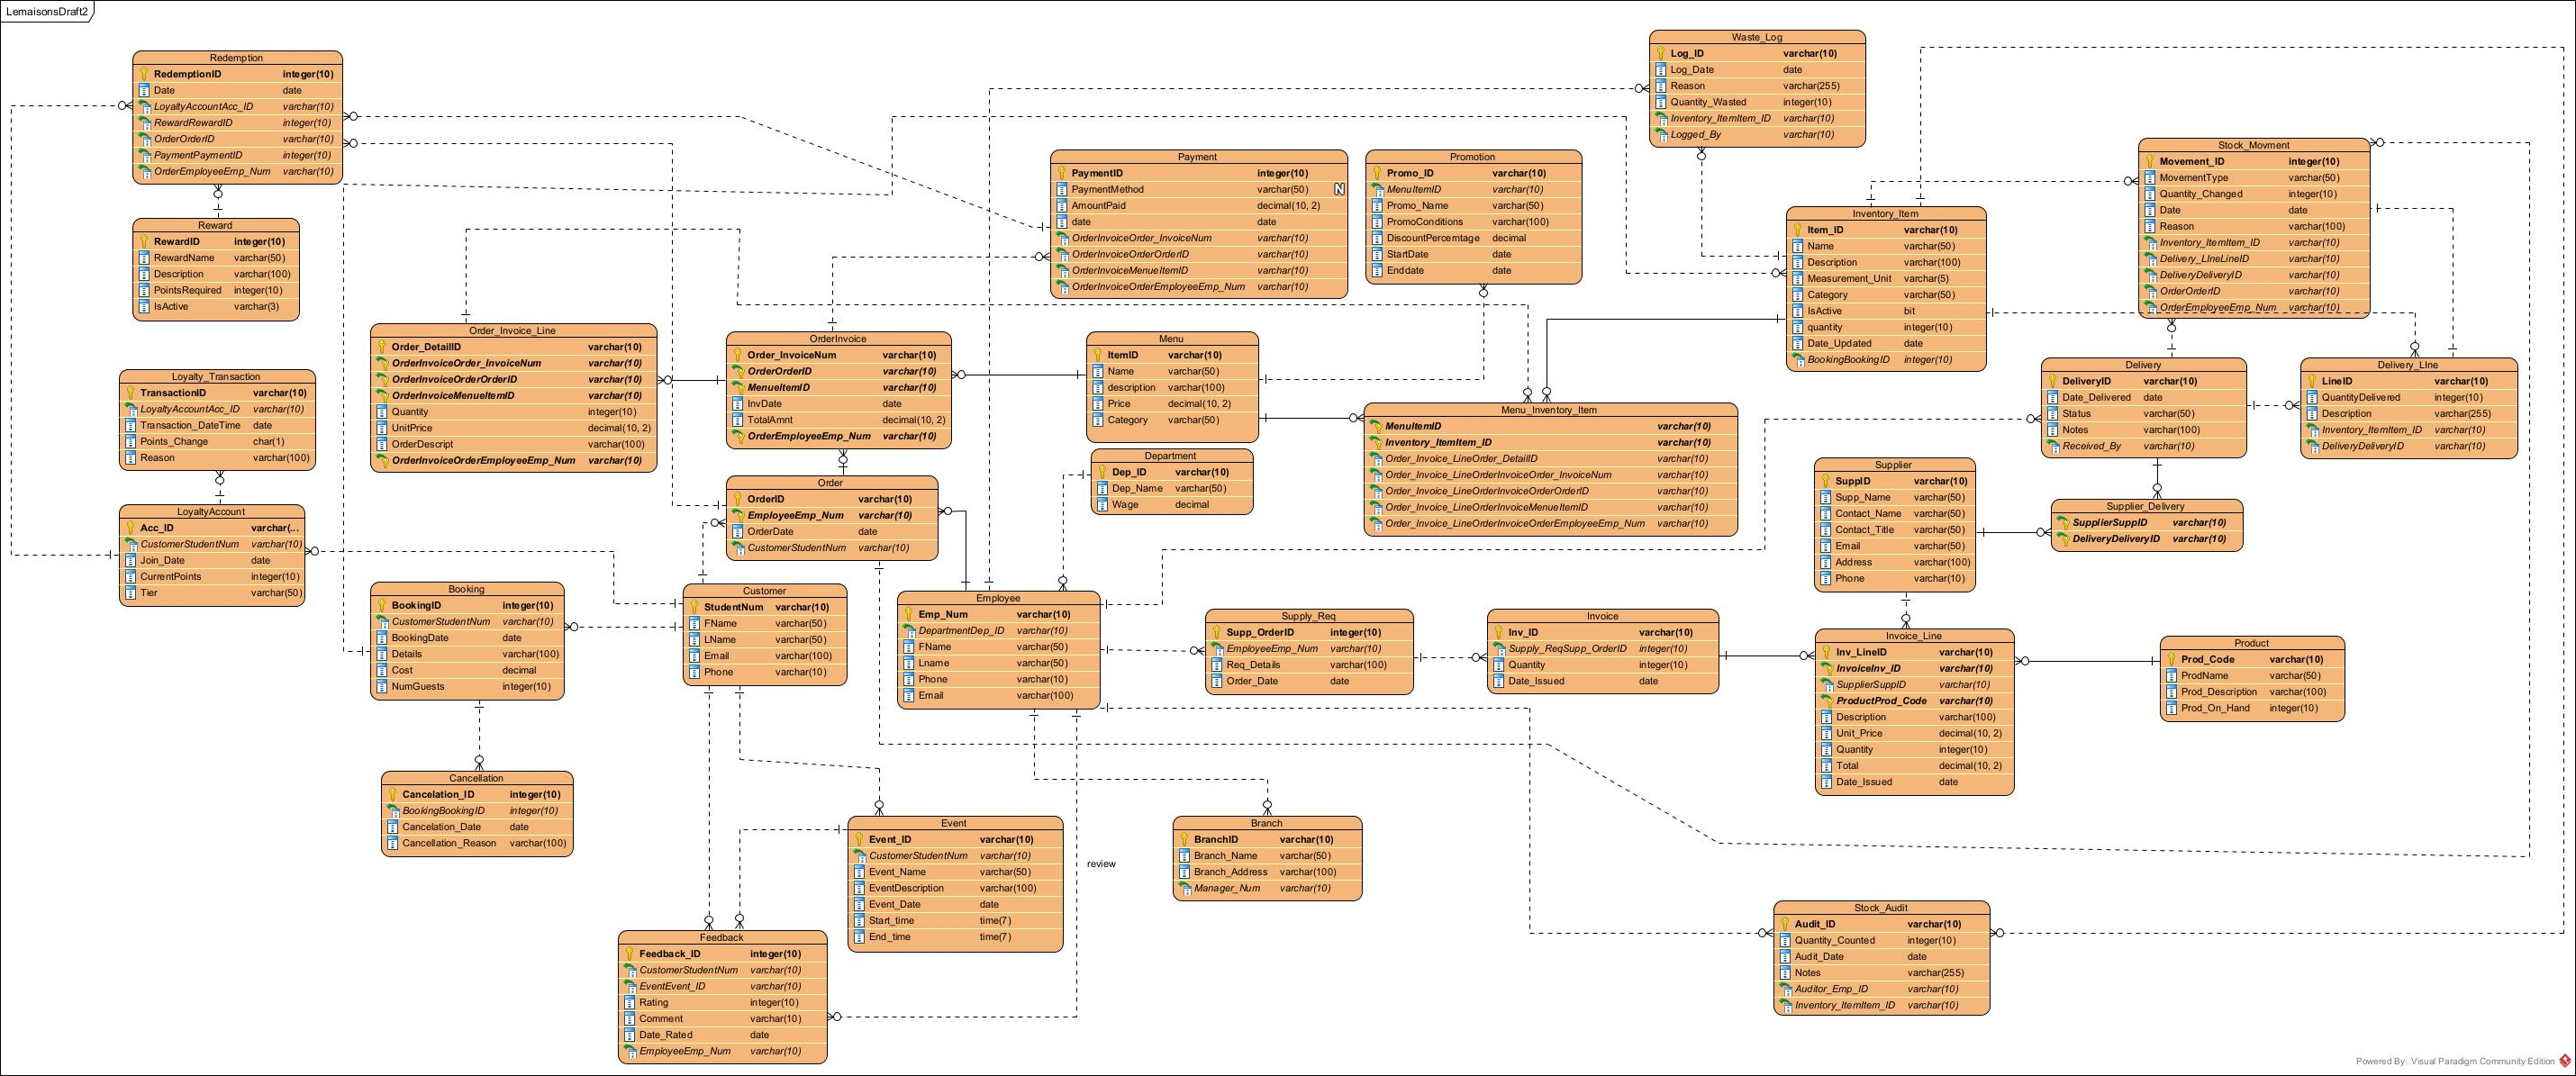 LemaisonsDraft2
Redemption
RedemptionID integer(10)
Date date
LoyaltyAccountAcc_ID varchar(10)
RewardRewardID integer(10)
OrderOrderID varchar(10)
PaymentPaymentID integer(10)
OrderEmployeeEmp_Num varchar(10)
Reward
RewardID integer(10)
RewardName varchar(50)
Description varchar(100)
PointsRequired integer(10)
IsActive varchar(3)
Loyalty_Transaction
TransactionID varchar(10)
LoyaltyAccountAcc_ID varchar(10)
Transaction_DateTime date
Points_Change char(1)
Reason varchar(100)
LoyaltyAccount
Acc_ID varchar(...
CustomerStudentNum varchar(10)
Join_Date date
CurrentPoints integer(10)
Tier varchar(50)
Order_Invoice_Line
Order_DetailID varchar(10)
OrderInvoiceOrder_InvoiceNum varchar(10)
OrderInvoiceOrderOrderID varchar(10)
OrderInvoiceMenueItemID varchar(10)
Quantity integer(10)
UnitPrice decimal(10, 2)
OrderDescript varchar(100)
OrderInvoiceOrderEmployeeEmp_Num varchar(10)
Booking
BookingID integer(10)
CustomerStudentNum varchar(10)
BookingDate date
Details varchar(100)
Cost decimal
NumGuests integer(10)
Cancellation
Cancelation_ID integer(10)
BookingBookingID integer(10)
Cancelation_Date date
Cancellation_Reason varchar(100)
OrderInvoice
Order_InvoiceNum varchar(10)
OrderOrderID varchar(10)
MenueItemID varchar(10)
InvDate date
TotalAmnt decimal(10, 2)
OrderEmployeeEmp_Num varchar(10)
Order
OrderID varchar(10)
EmployeeEmp_Num varchar(10)
OrderDate date
CustomerStudentNum varchar(10)
Customer
StudentNum varchar(10)
FName varchar(50)
LName varchar(50)
Email varchar(100)
Phone varchar(10)
Feedback
Feedback_ID integer(10)
CustomerStudentNum varchar(10)
EventEvent_ID varchar(10)
Rating integer(10)
Comment varchar(10)
Date_Rated date
EmployeeEmp_Num varchar(10)
Event
Event_ID varchar(10)
CustomerStudentNum varchar(10)
Event_Name varchar(50)
EventDescription varchar(100)
Event_Date date
Start_time time(7)
End_time time(7)
Payment
PaymentID integer(10)
PaymentMethod varchar(50) N
AmountPaid decimal(10, 2)
date date
OrderInvoiceOrder_InvoiceNum varchar(10)
OrderInvoiceOrderOrderID varchar(10)
OrderInvoiceMenueItemID varchar(10)
OrderInvoiceOrderEmployeeEmp_Num varchar(10)
Promotion
Promo_ID varchar(10)
MenuItemID varchar(10)
Promo_Name varchar(50)
PromoConditions varchar(100)
DiscountPercentage decimal
StartDate date
Enddate date
Menu
ItemID varchar(10)
Name varchar(50)
description varchar(100)
Price decimal(10, 2)
Category varchar(50)
Department
Dep_ID varchar(10)
Dep_Name varchar(50)
Wage decimal
Employee
Emp_Num varchar(10)
DepartmentDep_ID varchar(10)
FName varchar(50)
Lname varchar(50)
Phone varchar(10)
Email varchar(100)
review
Branch
BranchID varchar(10)
Branch_Name varchar(50)
Branch_Address varchar(100)
Manager_Num varchar(10)
Menu_Inventory_Item
MenuItemID varchar(10)
Inventory_ItemItem_ID varchar(10)
Order_Invoice_LineOrder_DetailID varchar(10)
Order_Invoice_LineOrderInvoiceOrder_InvoiceNum varchar(10)
Order_Invoice_LineOrderInvoiceOrderOrderID varchar(10)
Order_Invoice_LineOrderInvoiceMenueItemID varchar(10)
Order_Invoice_LineOrderInvoiceOrderEmployeeEmp_Num varchar(10)
Supply_Req
Supp_OrderID integer(10)
EmployeeEmp_Num varchar(10)
Req_Details varchar(100)
Order_Date date
Invoice
Inv_ID varchar(10)
Supply_ReqSupp_OrderID integer(10)
Quantity integer(10)
Date_Issued date
Waste_Log
Log_ID varchar(10)
Log_Date date
Reason varchar(255)
Quantity_Wasted integer(10)
Inventory_ItemItem_ID varchar(10)
Logged_By varchar(10)
Inventory_Item
Item_ID varchar(10)
Name varchar(50)
Description varchar(100)
Measurement_Unit varchar(5)
Category varchar(50)
IsActive bit
quantity integer(10)
Date_Updated date
BookingBookingID integer(10)
Stock_Movment
Movement_ID integer(10)
MovementType varchar(50)
Quantity_Changed integer(10)
Date date
Reason varchar(100)
Inventory_ItemItem_ID varchar(10)
Delivery_LIneLineID varchar(10)
DeliveryDeliveryID varchar(10)
OrderOrderID varchar(10)
OrderEmployeeEmp_Num varchar(10)
Delivery
DeliveryID varchar(10)
Date_Delivered date
Status varchar(50)
Notes varchar(100)
Received_By varchar(10)
Delivery_LIne
LineID varchar(10)
QuantityDelivered integer(10)
Description varchar(255)
Inventory_ItemItem_ID varchar(10)
DeliveryDeliveryID varchar(10)
Supplier
SuppID varchar(10)
Supp_Name varchar(50)
Contact_Name varchar(50)
Contact_Title varchar(50)
Email varchar(50)
Address varchar(100)
Phone varchar(10)
Supplier_Delivery
SupplierSuppID varchar(10)
DeliveryDeliveryID varchar(10)
Invoice_Line
Inv_LineID varchar(10)
InvoiceInv_ID varchar(10)
SupplierSuppID varchar(10)
ProductProd_Code varchar(10)
Description varchar(100)
Unit_Price decimal(10, 2)
Quantity integer(10)
Total decimal(10, 2)
Date_Issued date
Product
Prod_Code varchar(10)
ProdName varchar(50)
Prod_Description varchar(100)
Prod_On_Hand integer(10)
Stock_Audit
Audit_ID varchar(10)
Quantity_Counted integer(10)
Audit_Date date
Notes varchar(255)
Auditor_Emp_ID varchar(10)
Inventory_ItemItem_ID varchar(10)
Powered By Visual Paradigm Community Edition